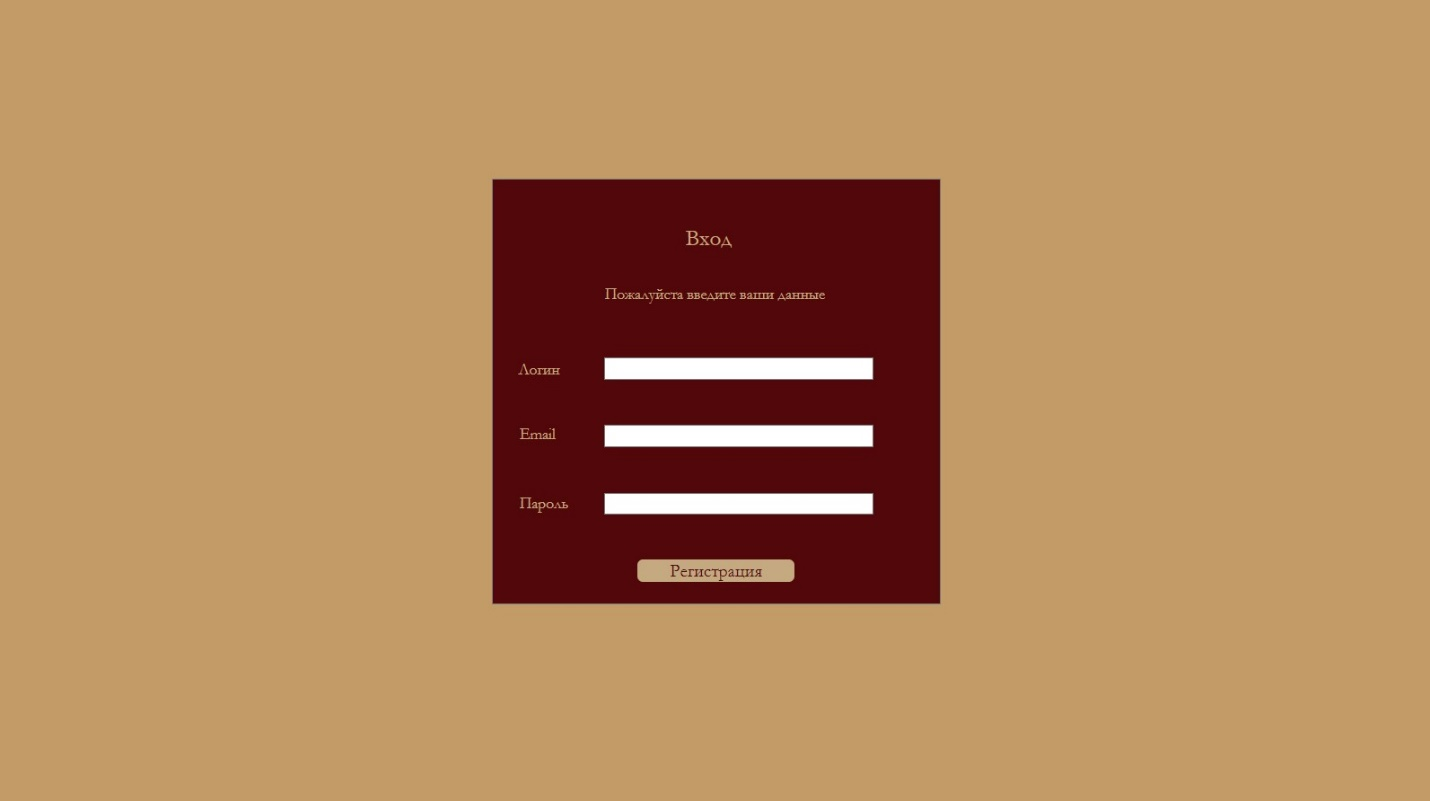 Вход
Пожалуйста введите ваши данные
Логин
Email
Пароль
Регистрация